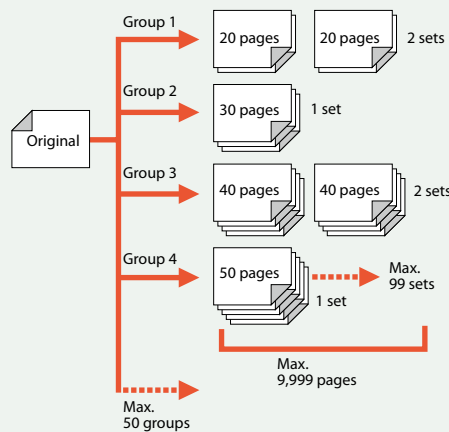 Original
Group 1
20 pages
20 pages
2 sets
Group 2
30 pages
1 set
Group 3
40 pages
40 pages
2 sets
Group 4
50 pages
1 set
Max.
99 sets
Max.
9,999 pages
Max.
50 groups